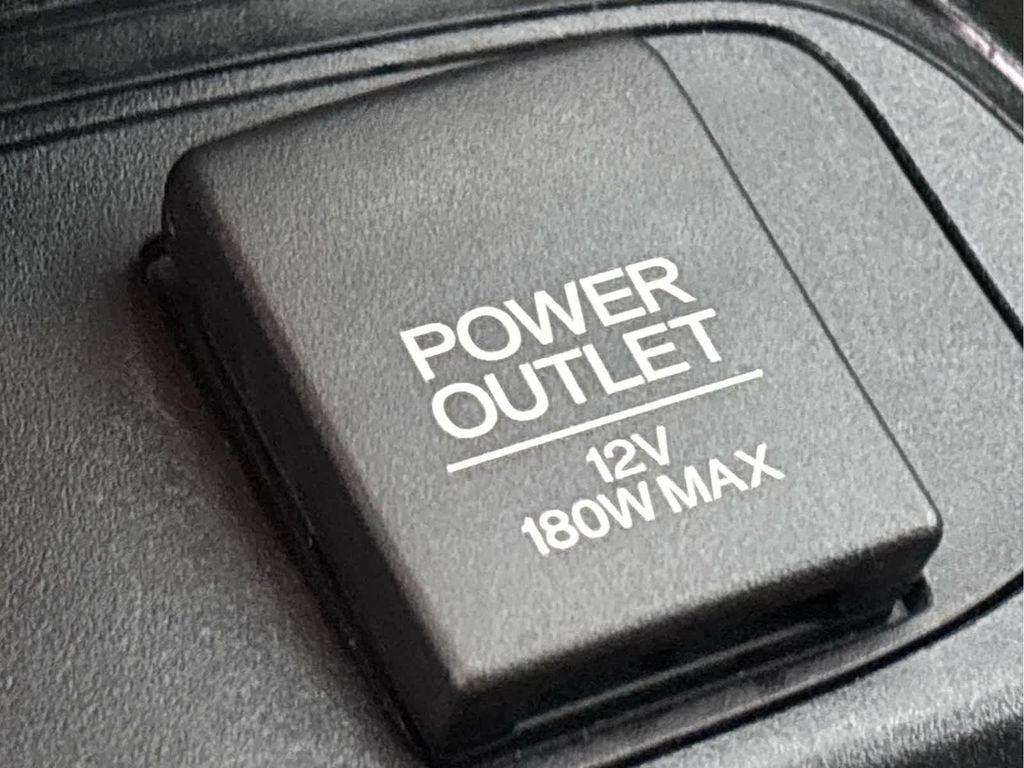 POWER
OUTLET
12V
180W MAX